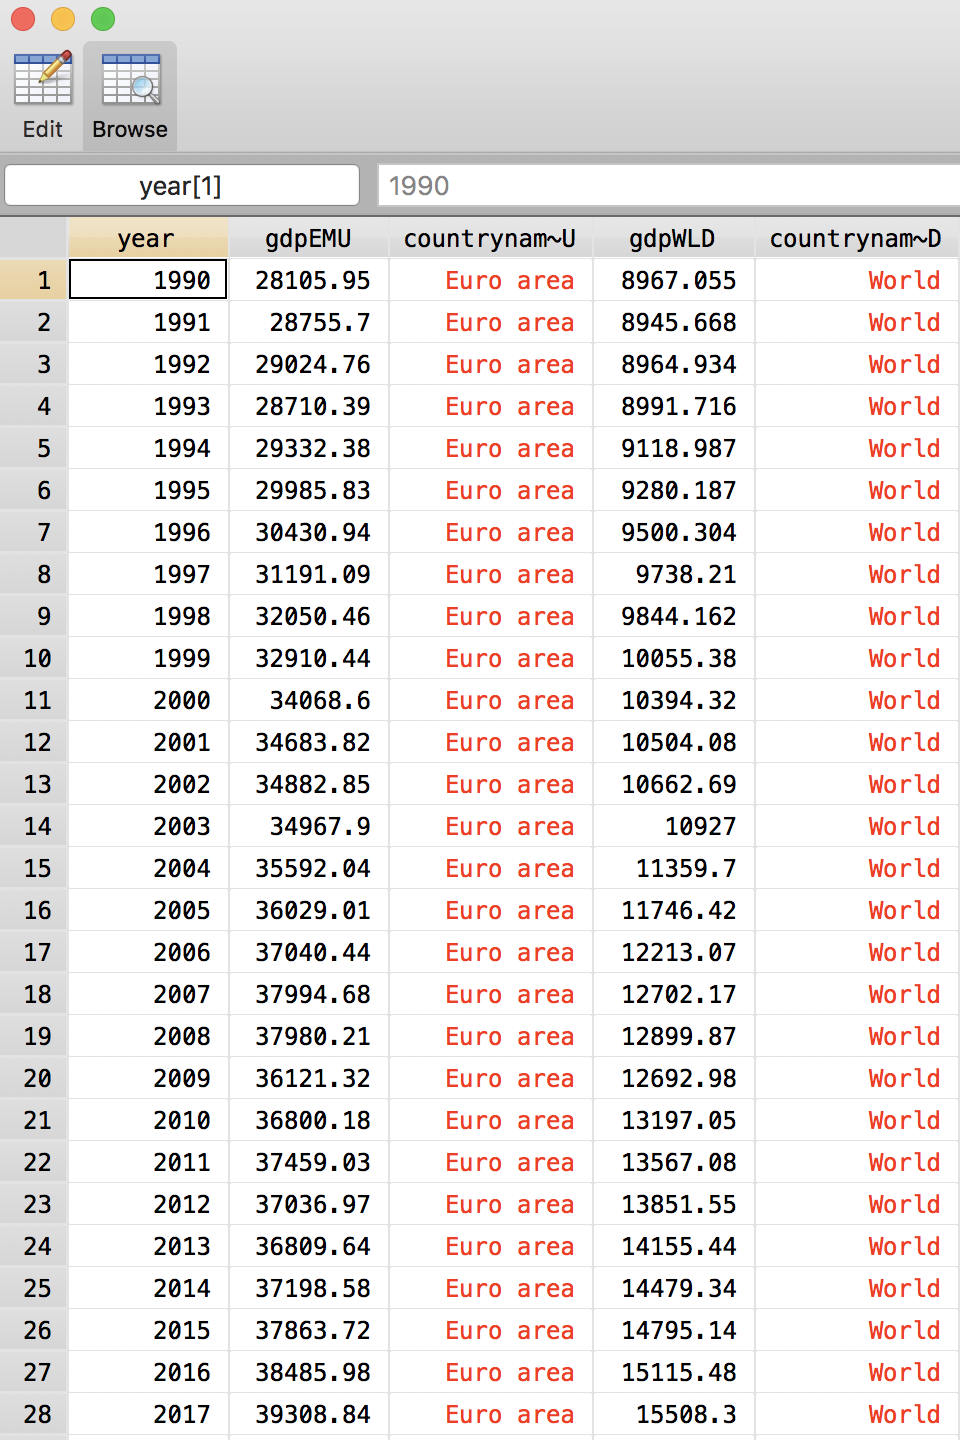 Edit Browse
year[1] 1990
year gdpEMU countrynam~U gdpWLD countrynam~D
1 1990 28105.95 Euro area 8967.055 World
2 1991 28755.7 Euro area 8945.668 World
3 1992 29024.76 Euro area 8964.934 World
4 1993 28710.39 Euro area 8991.716 World
5 1994 29332.38 Euro area 9118.987 World
6 1995 29985.83 Euro area 9280.187 World
7 1996 30430.94 Euro area 9500.304 World
8 1997 31191.09 Euro area 9738.21 World
9 1998 32050.46 Euro area 9844.162 World
10 1999 32910.44 Euro area 10055.38 World
11 2000 34068.6 Euro area 10394.32 World
12 2001 34683.82 Euro area 10504.08 World
13 2002 34882.85 Euro area 10662.69 World
14 2003 34967.9 Euro area 10927 World
15 2004 35592.04 Euro area 11359.7 World
16 2005 36029.01 Euro area 11746.42 World
17 2006 37040.44 Euro area 12213.07 World
18 2007 37994.68 Euro area 12702.17 World
19 2008 37980.21 Euro area 12899.87 World
20 2009 36121.32 Euro area 12692.98 World
21 2010 36800.18 Euro area 13197.05 World
22 2011 37459.03 Euro area 13567.08 World
23 2012 37036.97 Euro area 13851.55 World
24 2013 36809.64 Euro area 14155.44 World
25 2014 37198.58 Euro area 14479.34 World
26 2015 37863.72 Euro area 14795.14 World
27 2016 38485.98 Euro area 15115.48 World
28 2017 39308.84 Euro area 15508.3 World